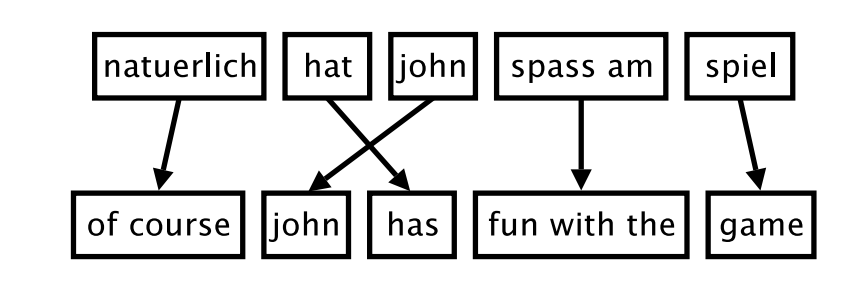 natuerlich hat john spass am spiel
of course john has fun with the game